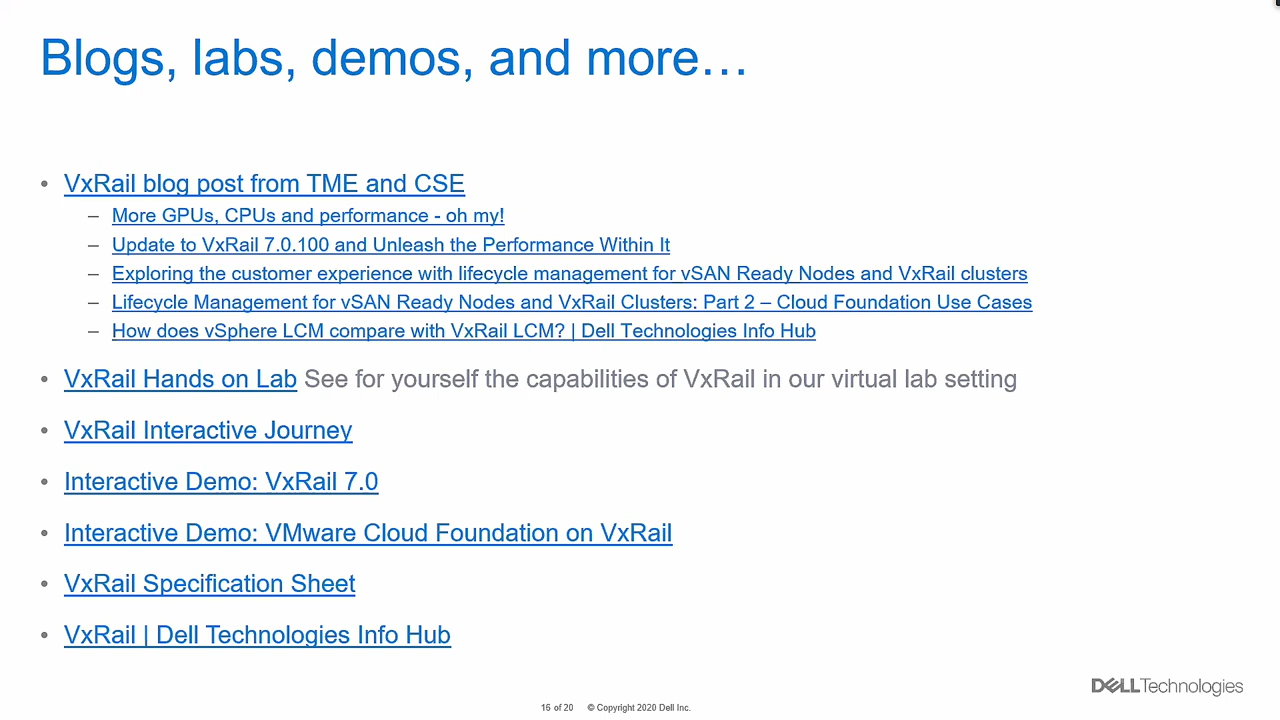 Blogs, labs, demos, and more…
• VxRail blog post from TME and CSE
– More GPUs, CPUs and performance - oh my!
– Update to VxRail 7.0.100 and Unleash the Performance Within It
– Exploring the customer experience with lifecycle management for vSAN Ready Nodes and VxRail clusters
– Lifecycle Management for vSAN Ready Nodes and VxRail Clusters: Part 2 – Cloud Foundation Use Cases
– How does vSphere LCM compare with VxRail LCM? | Dell Technologies Info Hub
• VxRail Hands on Lab See for yourself the capabilities of VxRail in our virtual lab setting
• VxRail Interactive Journey
• Interactive Demo: VxRail 7.0
• Interactive Demo: VMware Cloud Foundation on VxRail
• VxRail Specification Sheet
• VxRail | Dell Technologies Info Hub
DELLTechnologies
16 of 20 © Copyright 2020 Dell Inc.